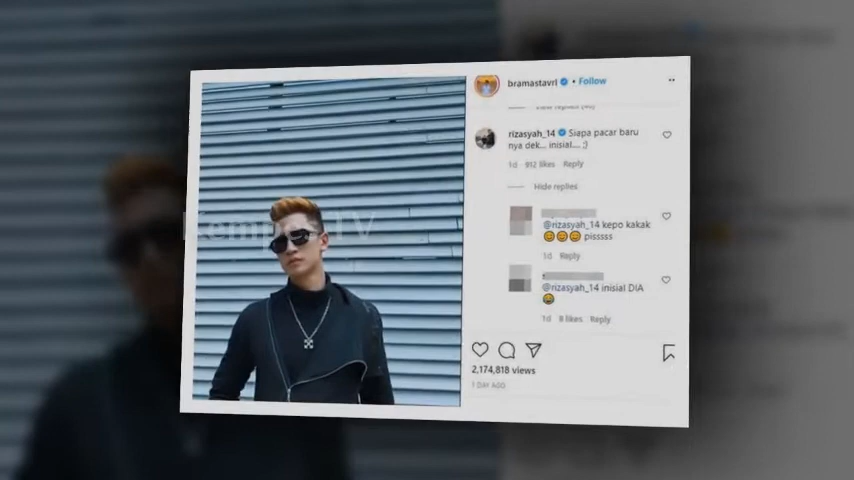 bramastavrl • Follow
rizasyah_14 Siapa pacar baru
nya dek... inisial.... ;)
1d 912 likes Reply
Hide replies
@rizasyah_14 kepo kakak
😄😄😄 pisssss
1d Reply
@rizasyah_14 inisial DIA
😄
1d 8 likes Reply
2,174,818 views
1 DAY AGO